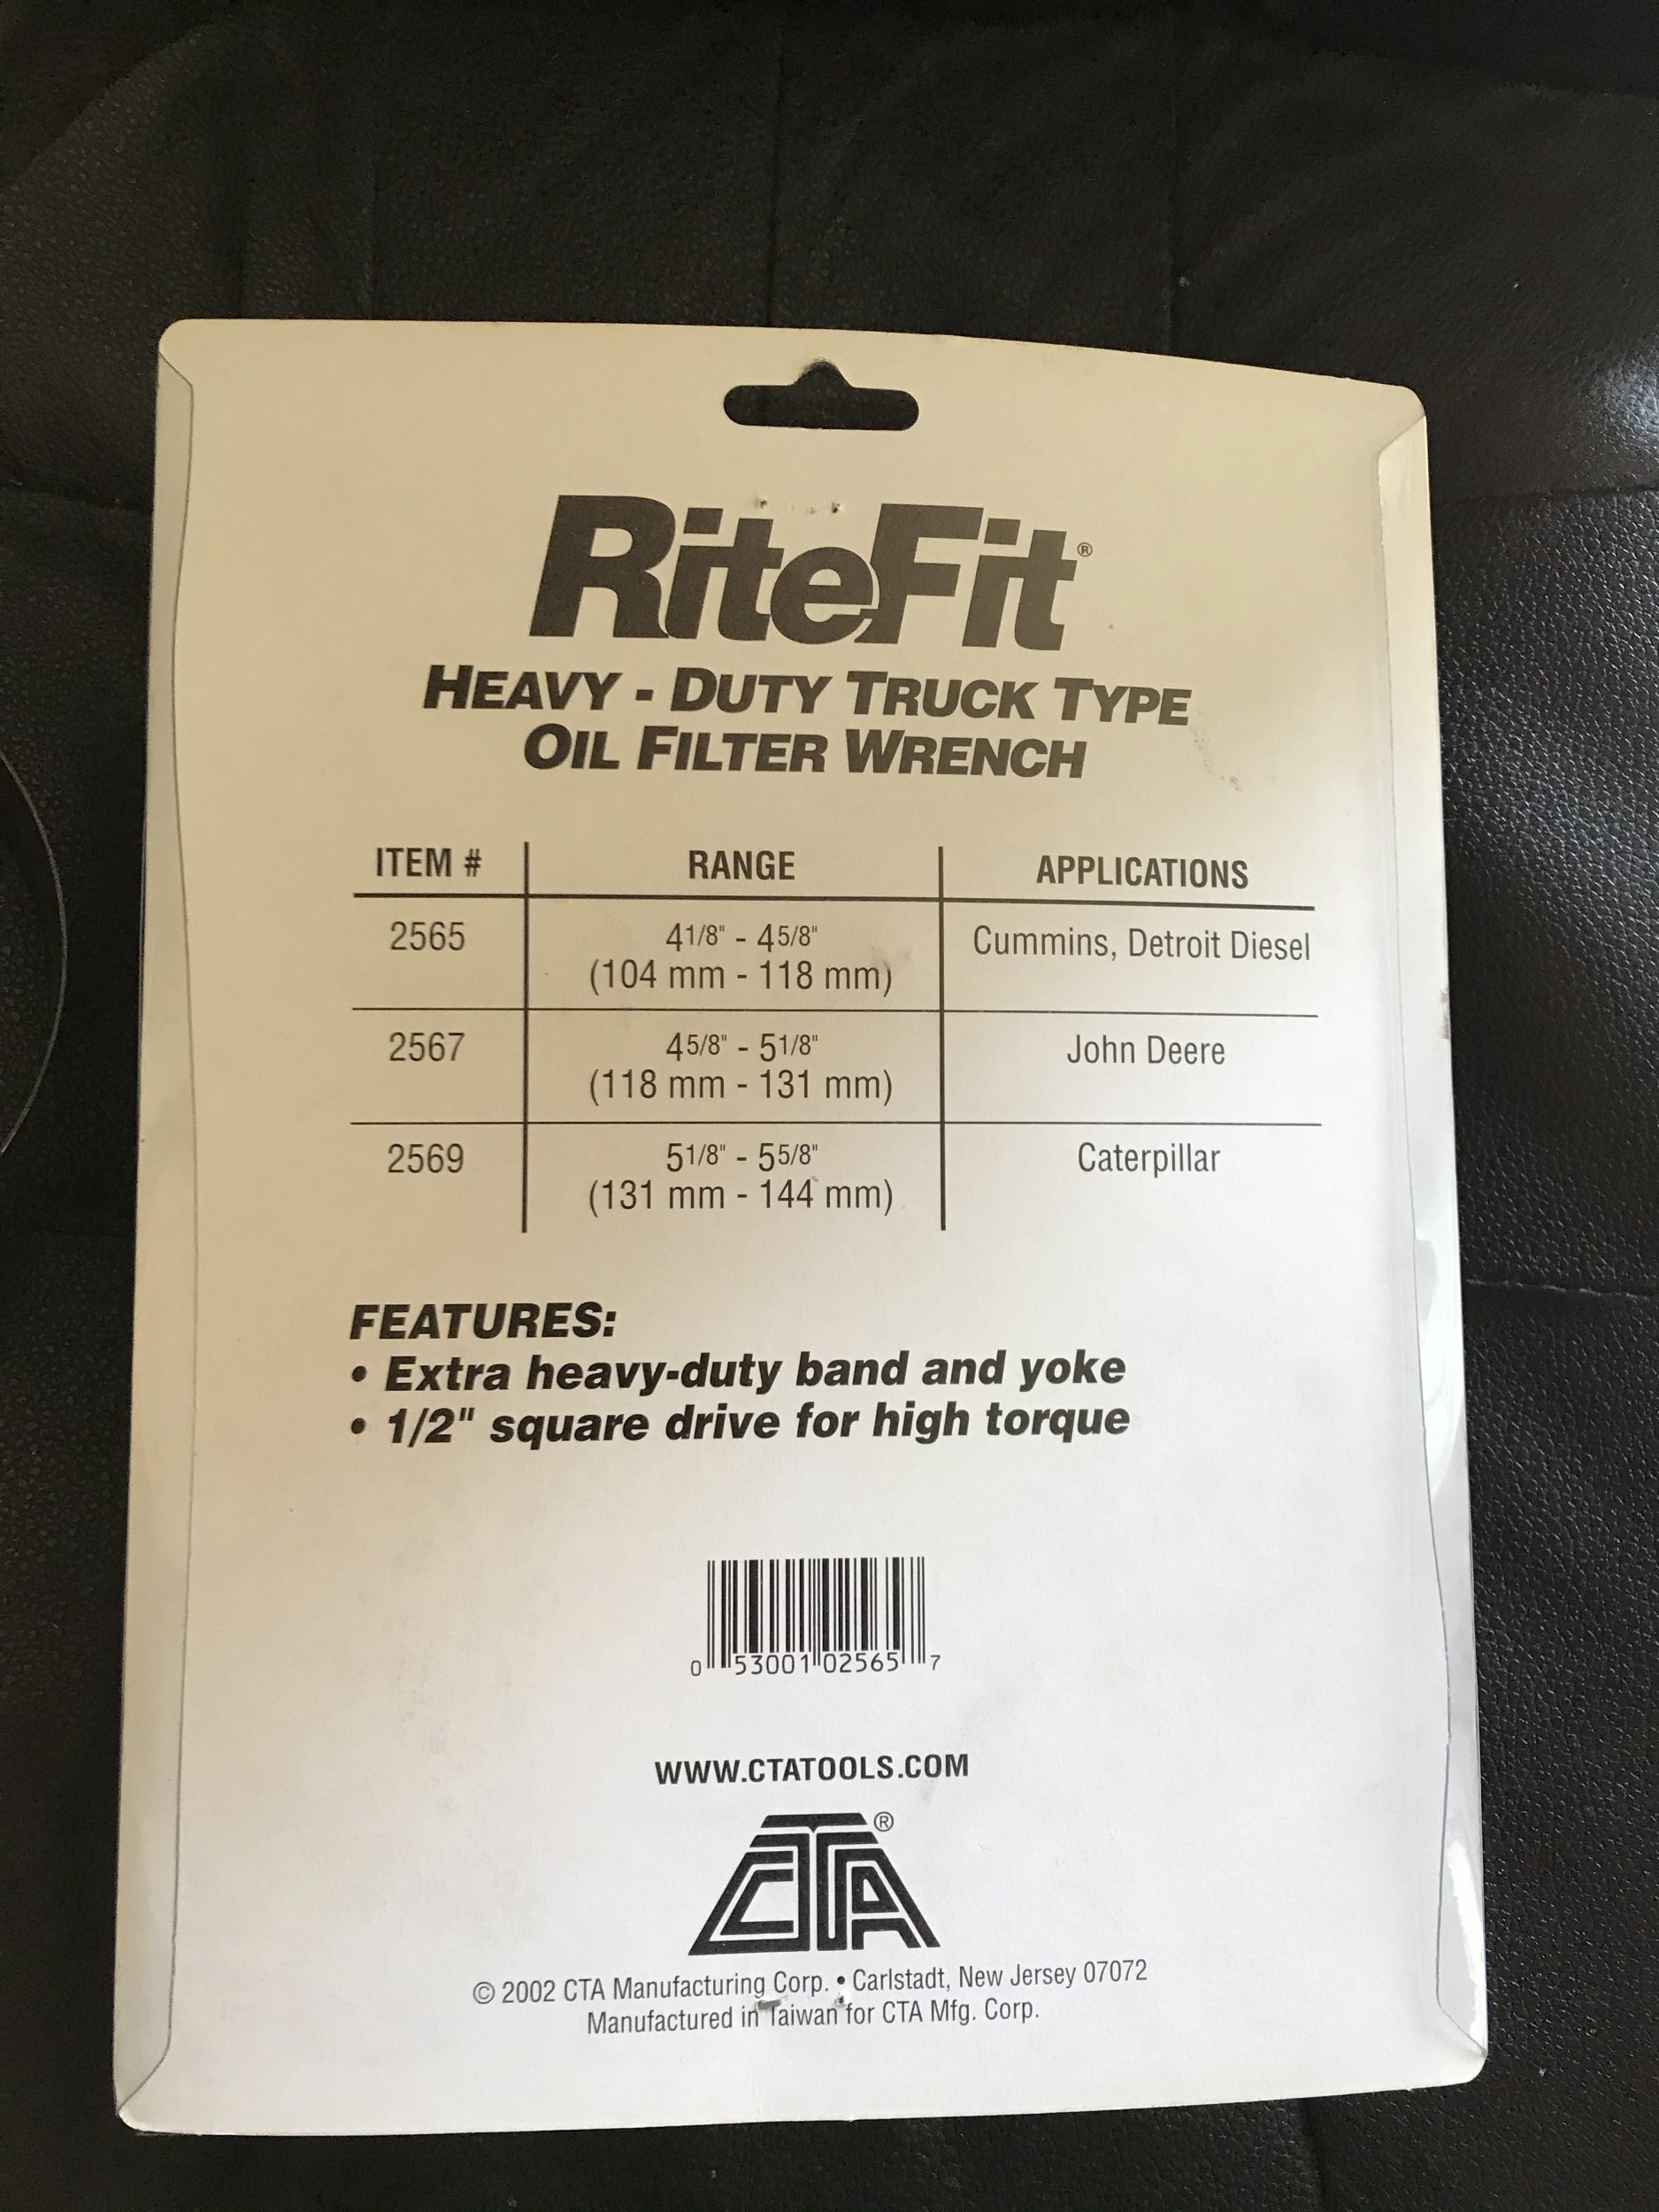 RiteFit®
HEAVY - DUTY TRUCK TYPE
OIL FILTER WRENCH
ITEM # RANGE APPLICATIONS
2565 4 1/8" - 4 5/8" Cummins, Detroit Diesel
(104 mm - 118 mm)
2567 4 5/8" - 5 1/8" John Deere
(118 mm - 131 mm)
2569 5 1/8" - 5 5/8" Caterpillar
(131 mm - 144 mm)
FEATURES:
• Extra heavy-duty band and yoke
• 1/2" square drive for high torque
0 53001 02565 7
WWW.CTATOOLS.COM
CTA®
© 2002 CTA Manufacturing Corp. • Carlstadt, New Jersey 07072
Manufactured in Taiwan for CTA Mfg. Corp.